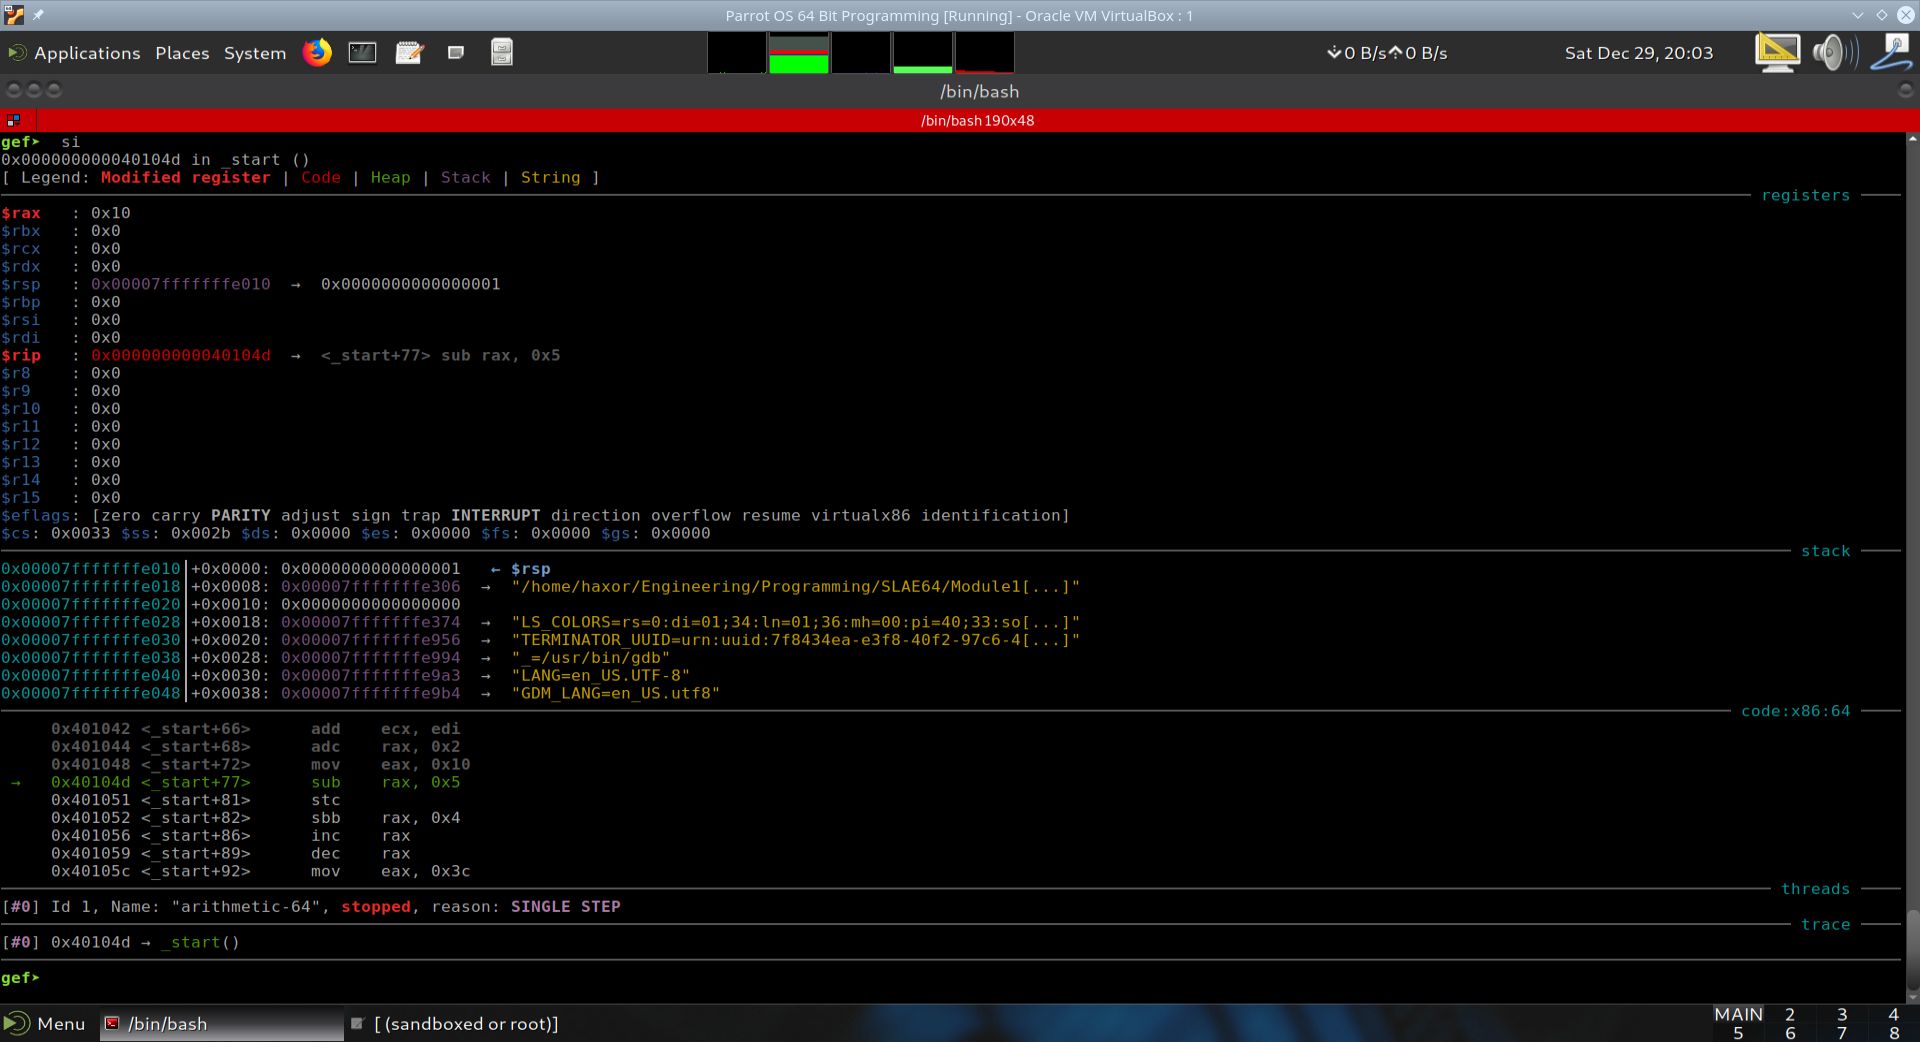 Parrot OS 64 Bit Programming [Running] - Oracle VM VirtualBox : 1
Applications Places System 0 B/s 0 B/s Sat Dec 29, 20:03
/bin/bash
/bin/bash 190x48
gef➤  si
0x000000000040104d in _start ()
[ Legend: Modified register | Code | Heap | Stack | String ]
registers
$rax   : 0x10
$rbx   : 0x0
$rcx   : 0x0
$rdx   : 0x0
$rsp   : 0x00007fffffffe010  →  0x0000000000000001
$rbp   : 0x0
$rsi   : 0x0
$rdi   : 0x0
$rip   : 0x000000000040104d  →  <_start+77> sub rax, 0x5
$r8    : 0x0
$r9    : 0x0
$r10   : 0x0
$r11   : 0x0
$r12   : 0x0
$r13   : 0x0
$r14   : 0x0
$r15   : 0x0
$eflags: [zero carry PARITY adjust sign trap INTERRUPT direction overflow resume virtualx86 identification]
$cs: 0x0033 $ss: 0x002b $ds: 0x0000 $es: 0x0000 $fs: 0x0000 $gs: 0x0000
stack
0x00007fffffffe010│+0x0000: 0x0000000000000001   ← $rsp
0x00007fffffffe018│+0x0008: 0x00007fffffffe306  →  "/home/haxor/Engineering/Programming/SLAE64/Module1[...]"
0x00007fffffffe020│+0x0010: 0x0000000000000000
0x00007fffffffe028│+0x0018: 0x00007fffffffe374  →  "LS_COLORS=rs=0:di=01;34:ln=01;36:mh=00:pi=40;33:so[...]"
0x00007fffffffe030│+0x0020: 0x00007fffffffe956  →  "TERMINATOR_UUID=urn:uuid:7f8434ea-e3f8-40f2-97c6-4[...]"
0x00007fffffffe038│+0x0028: 0x00007fffffffe994  →  "_=/usr/bin/gdb"
0x00007fffffffe040│+0x0030: 0x00007fffffffe9a3  →  "LANG=en_US.UTF-8"
0x00007fffffffe048│+0x0038: 0x00007fffffffe9b4  →  "GDM_LANG=en_US.utf8"
code:x86:64
0x401042 <_start+66>      add    ecx, edi
0x401044 <_start+68>      adc    rax, 0x2
0x401048 <_start+72>      mov    eax, 0x10
→   0x40104d <_start+77>      sub    rax, 0x5
0x401051 <_start+81>      stc
0x401052 <_start+82>      sbb    rax, 0x4
0x401056 <_start+86>      inc    rax
0x401059 <_start+89>      dec    rax
0x40105c <_start+92>      mov    eax, 0x3c
threads
[#0] Id 1, Name: "arithmetic-64", stopped, reason: SINGLE STEP
trace
[#0] 0x40104d → _start()
gef➤
Menu /bin/bash [ (sandboxed or root)] MAIN 2 3 4
5 6 7 8